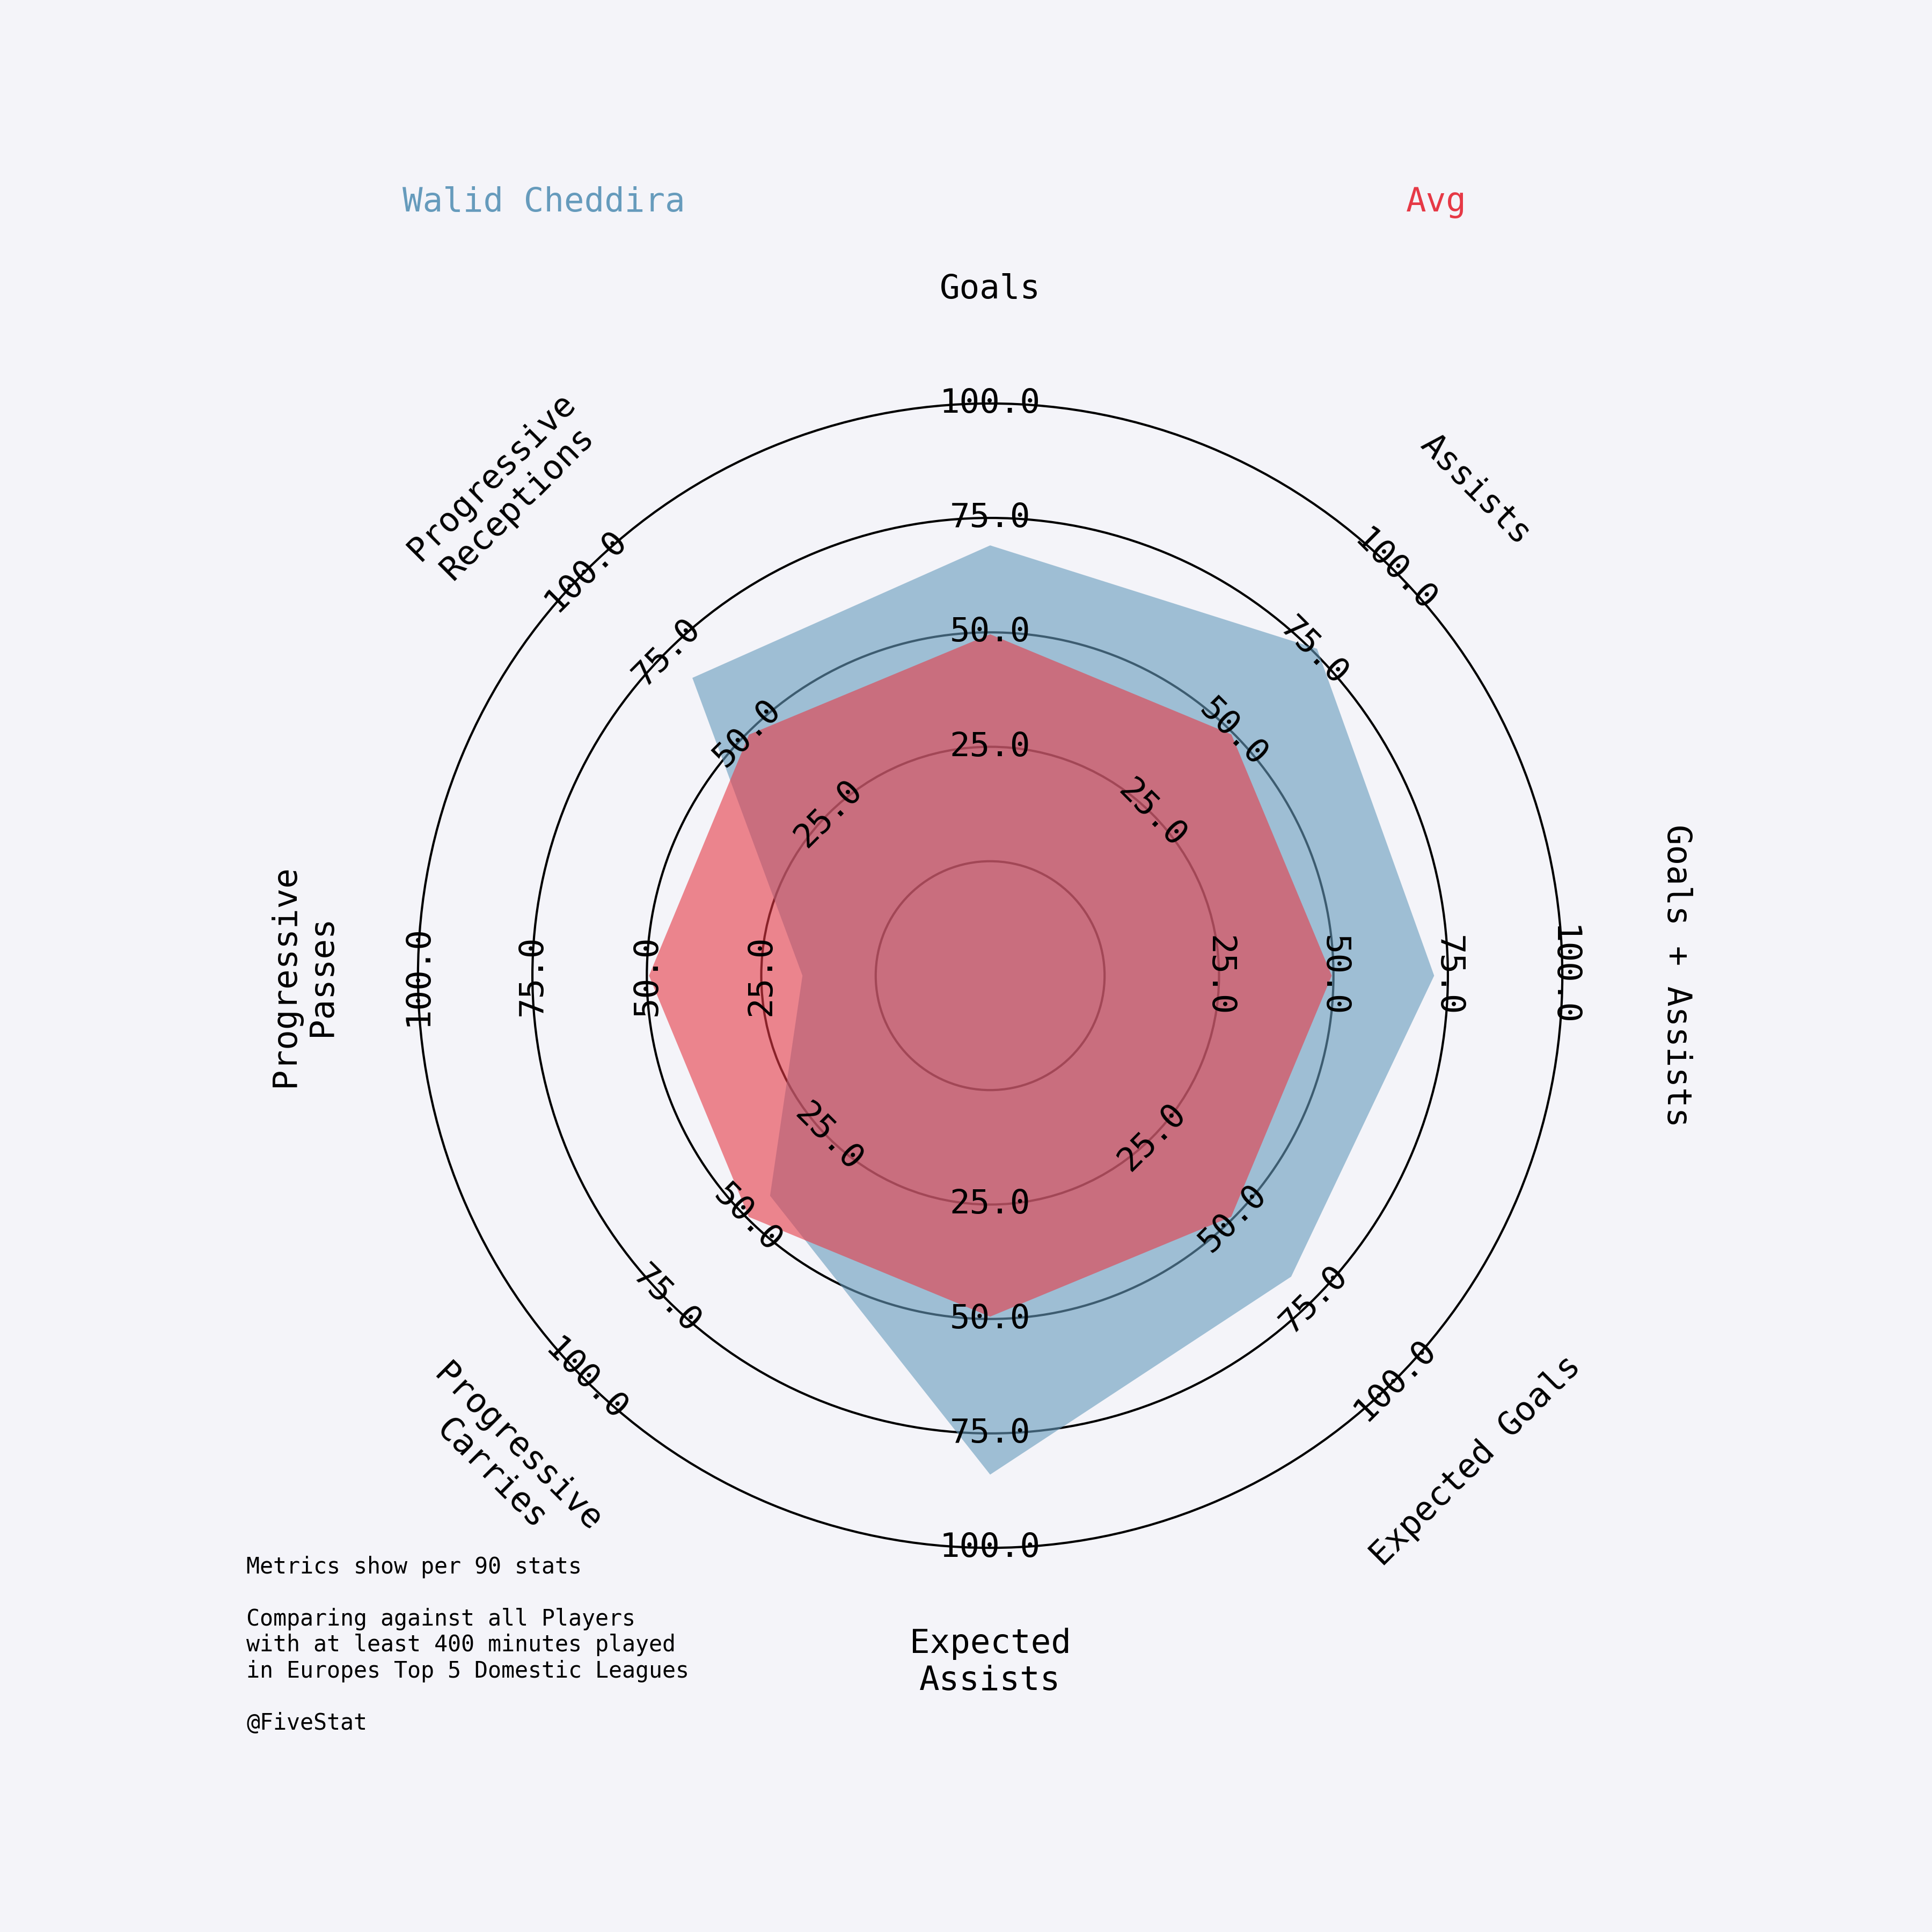 Walid Cheddira
Avg
Goals
Assists
Goals + Assists
Expected Goals
Expected
Assists
Progressive
Carries
Progressive
Passes
Progressive
Receptions
25.0
50.0
75.0
100.0
25.0
50.0
75.0
100.0
25.0
50.0
75.0
100.0
25.0
50.0
75.0
100.0
25.0
50.0
75.0
100.0
25.0
50.0
75.0
100.0
25.0
50.0
75.0
100.0
25.0
50.0
75.0
100.0
Metrics show per 90 stats
Comparing against all Players
with at least 400 minutes played
in Europes Top 5 Domestic Leagues
@FiveStat